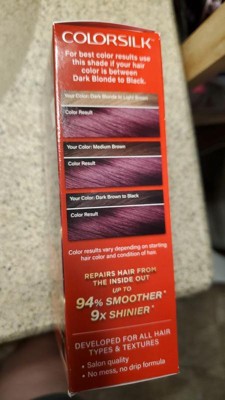 COLORSILK™
For best color results use
this shade if your hair
color is between
Dark Blonde to Black.
Your Color: Dark Blonde to Light Brown
Color Result
Your Color: Medium Brown
Color Result
Your Color: Dark Brown to Black
Color Result
Color results vary depending on starting
hair color and condition of hair.
REPAIRS HAIR FROM
THE INSIDE OUT
UP TO
94% SMOOTHER*
9X SHINIER*
DEVELOPED FOR ALL HAIR
TYPES & TEXTURES
• Salon quality
• No mess, no drip formula